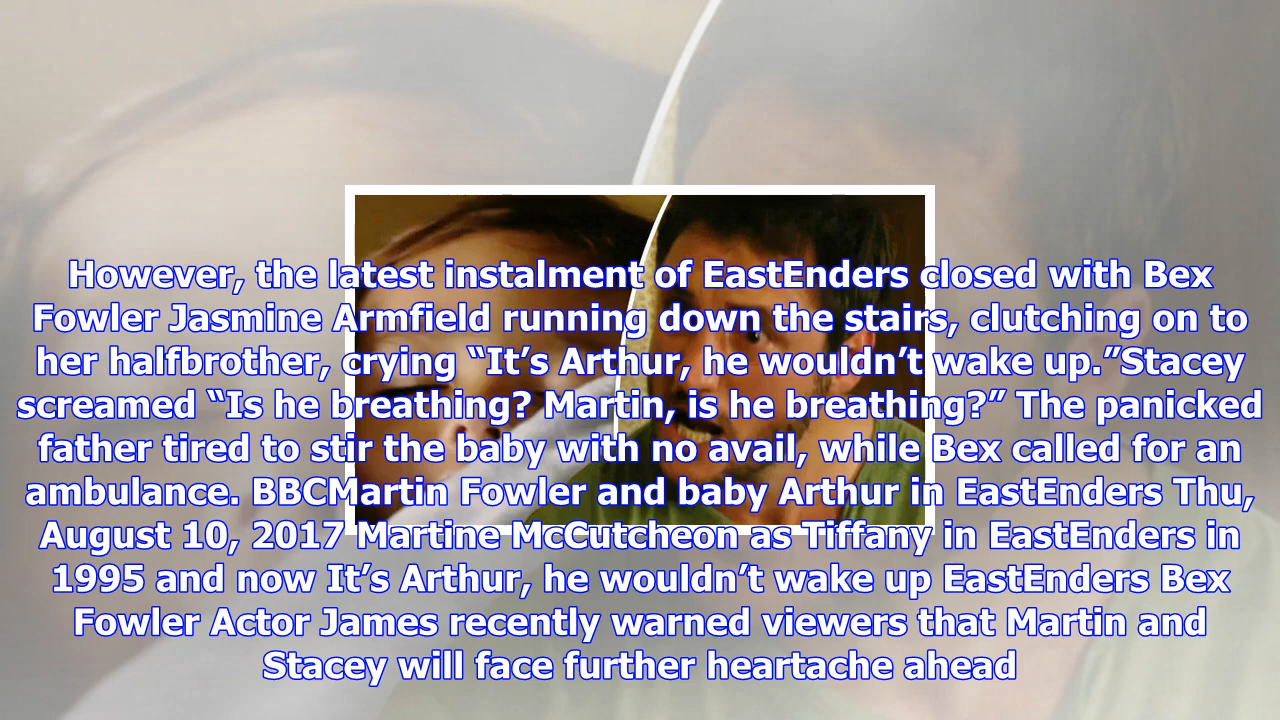 However, the latest instalment of EastEnders closed with Bex
Fowler Jasmine Armfield running down the stairs, clutching on to
her halfbrother, crying “It’s Arthur, he wouldn’t wake up.”Stacey
screamed “Is he breathing? Martin, is he breathing?” The panicked
father tired to stir the baby with no avail, while Bex called for an
ambulance. BBCMartin Fowler and baby Arthur in EastEnders Thu,
August 10, 2017 Martine McCutcheon as Tiffany in EastEnders in
1995 and now It’s Arthur, he wouldn’t wake up EastEnders Bex
Fowler Actor James recently warned viewers that Martin and
Stacey will face further heartache ahead